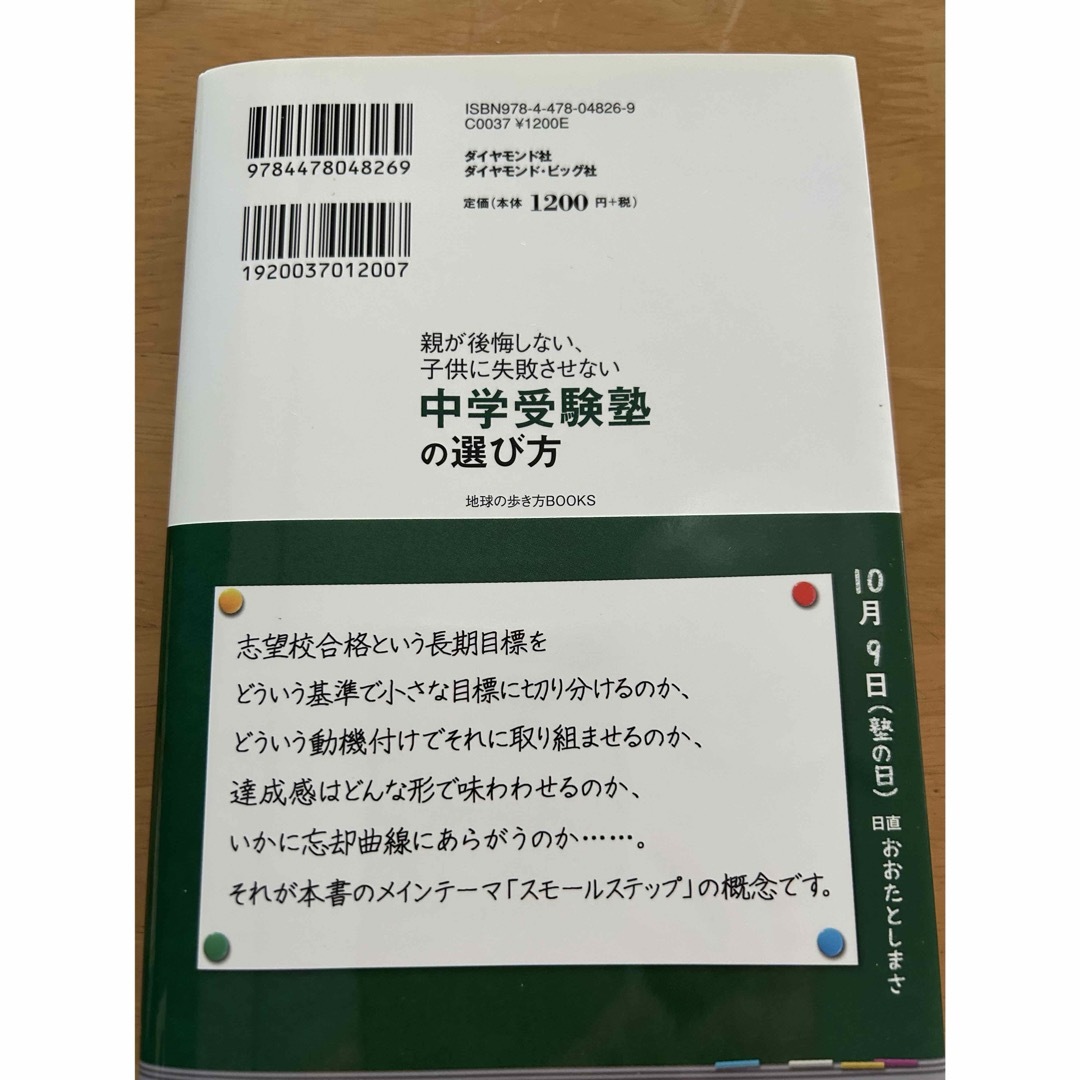 ISBN978-4-478-04826-9
C0037 ¥1200E
9784478048269
ダイヤモンド社
ダイヤモンド・ビッグ社
定価(本体 1200 円+税)
1920037012007
親が後悔しない、
子供に失敗させない
中学受験塾
の選び方
地球の歩き方BOOKS
志望校合格という長期目標を
どういう基準で小さな目標に切り分けるのか、
どういう動機付けでそれに取り組ませるのか、
達成感はどんな形で味わわせるのか、
いかに忘却曲線にあらがうのか……。
それが本書のメインテーマ「スモールステップ」の概念です。
10月9日(塾の日) 日直 おおたとしまさ